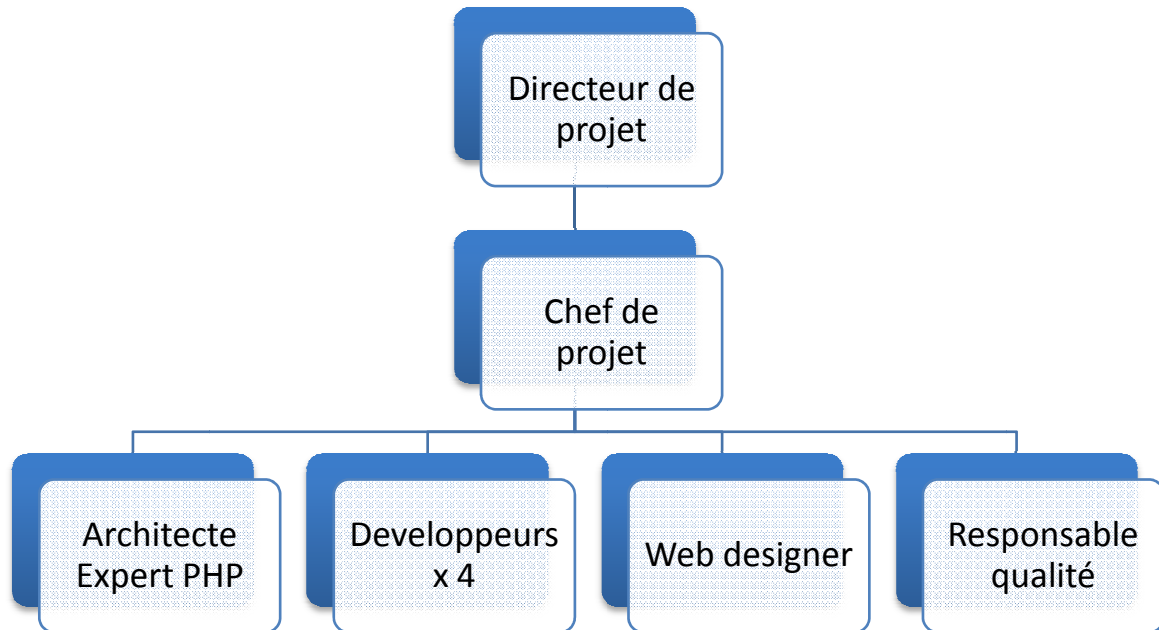 Directeur de
projet
Chef de
projet
Architecte
Expert PHP
Developpeurs
x 4
Web designer
Responsable
qualité